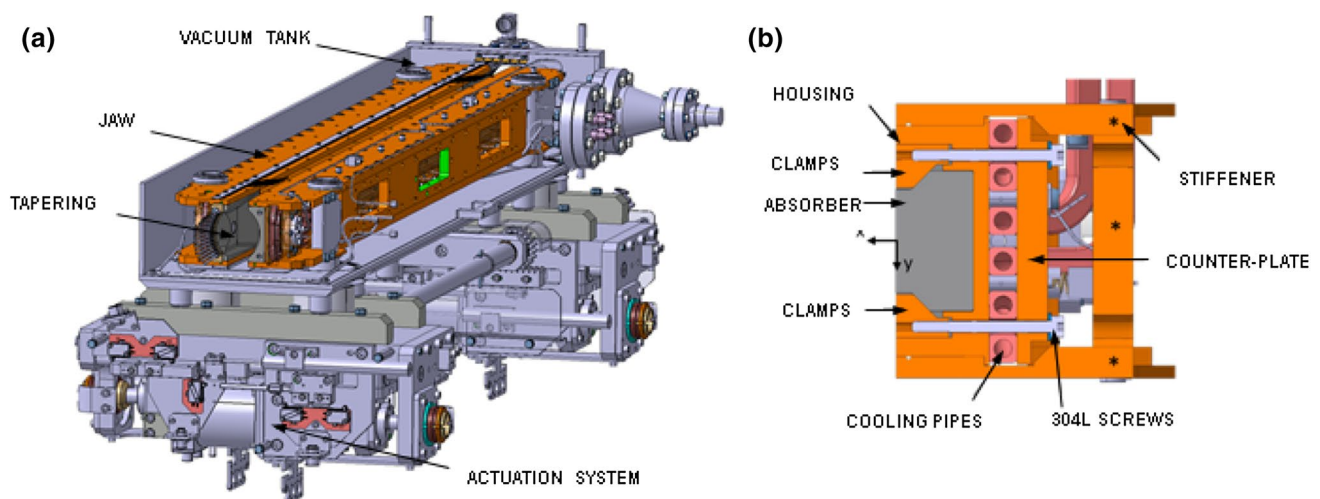 (a)
VACUUM TANK
JAW
TAPERING
ACTUATION SYSTEM
(b)
HOUSING
CLAMPS
ABSORBER
x
y
CLAMPS
COOLING PIPES
304L SCREWS
COUNTER-PLATE
STIFFENER
*
*
*